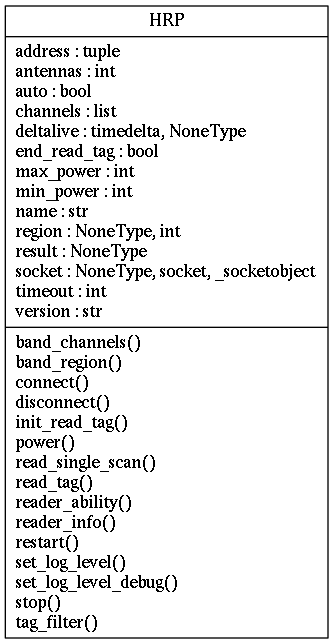 HRP
address : tuple
antennas : int
auto : bool
channels : list
deltalive : timedelta, NoneType
end_read_tag : bool
max_power : int
min_power : int
name : str
region : NoneType, int
result : NoneType
socket : NoneType, socket, _socketobject
timeout : int
version : str
band_channels()
band_region()
connect()
disconnect()
init_read_tag()
power()
read_single_scan()
read_tag()
reader_ability()
reader_info()
restart()
set_log_level()
set_log_level_debug()
stop()
tag_filter()